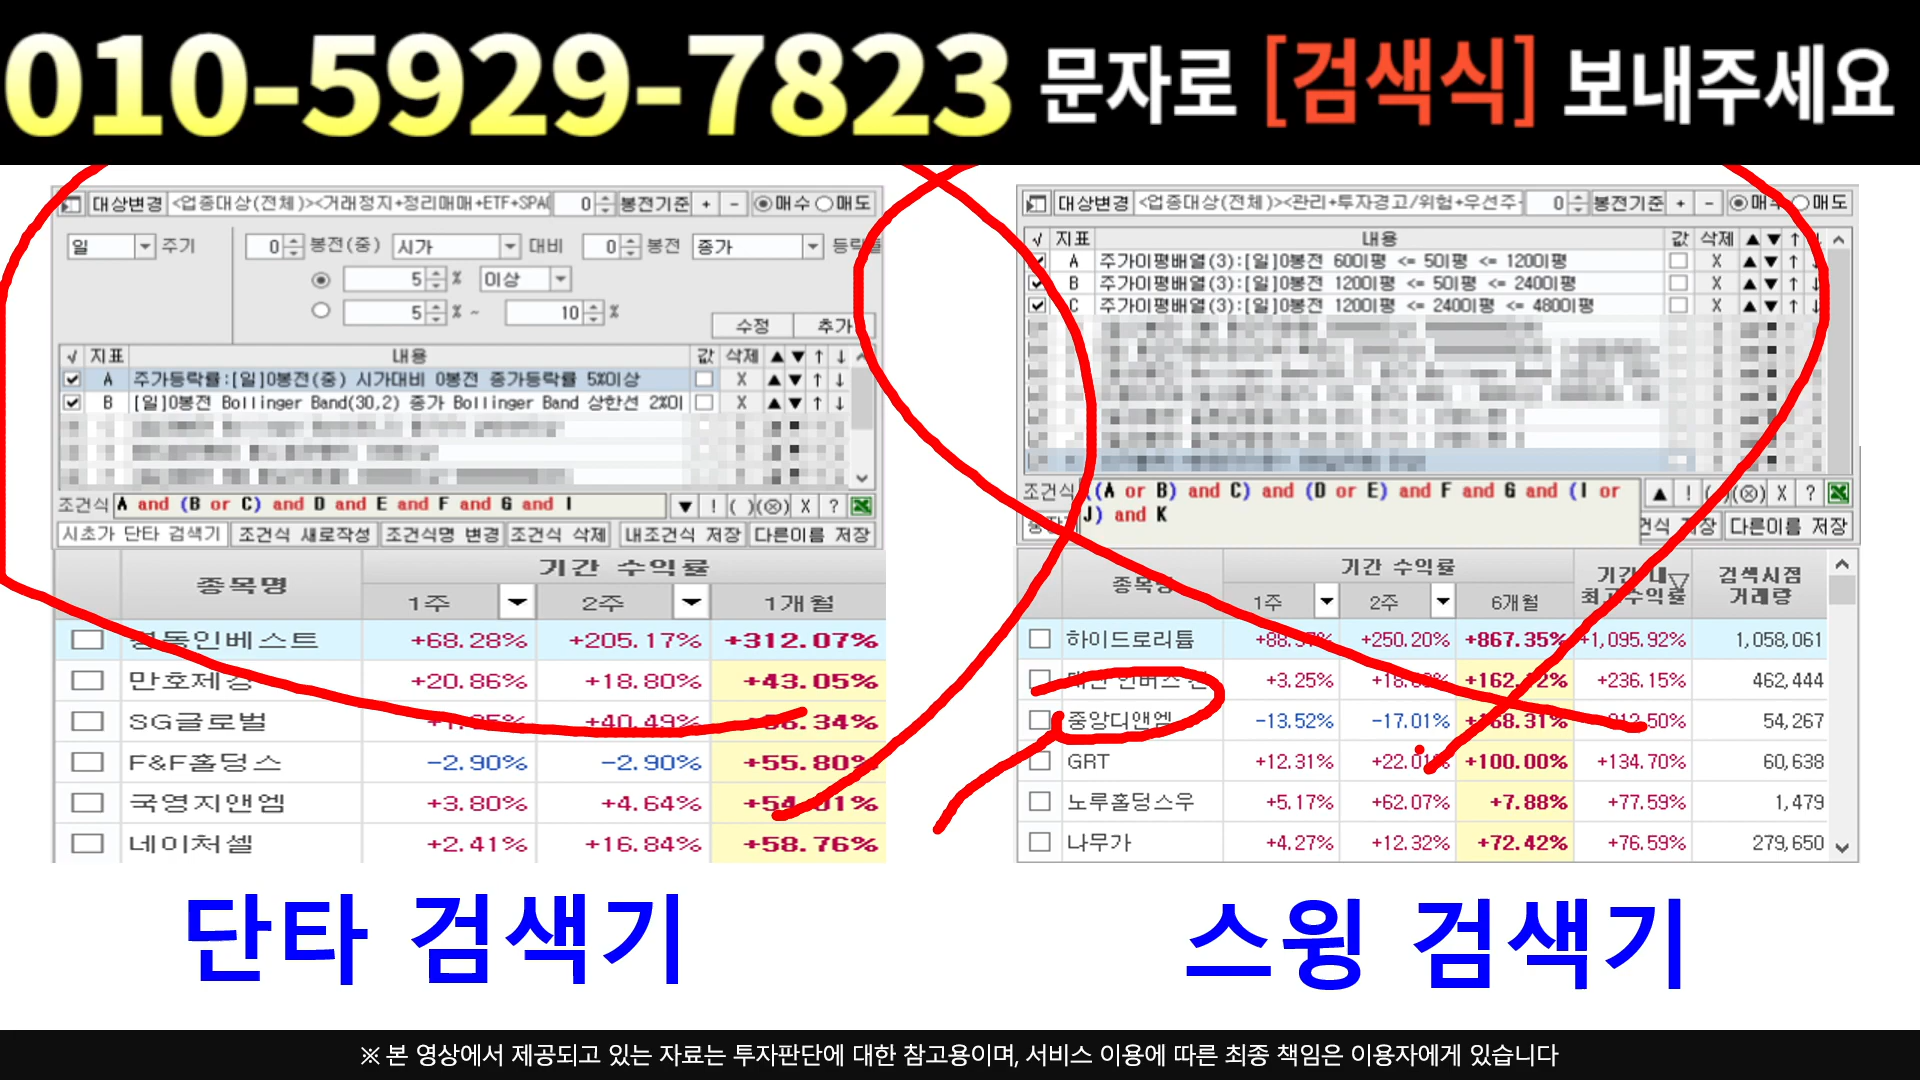 010-5929-7823 문자로 [검색식] 보내주세요
대상변경 <업종대상(전체)><거래정지+정리매매+ETF+SPAC 0 봉전기준 + - 매수 매도
일 주기 0 봉전(중) 시가 대비 0 봉전 종가
5 % 이상
5 % ~ 10 %
수정 추가
√ 지표 내용 값 삭제 ▲ ▼ ↑ ↓
A 주가등락률:[일]0봉전(중) 시가대비 0봉전 종가등락률 5%이상 X ▲ ▼ ↑ ↓
B [일]0봉전 Bollinger Band(30,2) 종가 Bollinger Band 상한선 2%이 X ▲ ▼ ↑ ↓
조건식 A and (B or C) and D and E and F and G and I ▼ ! ( ) (⊗) X ?
시초가 단타 검색기 조건식 새로작성 조건식명 변경 조건식 삭제 내조건식 저장 다른이름 저장
종목명 기간 수익률
1주 2주 1개월
만호제강 +20.86% +18.80% +43.05%
+68.28% +205.17% +312.07%
SG글로벌 +40.49%
F&F홀딩스 -2.90% -2.90% +55.80%
국영지앤엠 +3.80% +4.64%
네이처셀 +2.41% +16.84% +58.76%
단타 검색기
대상변경 <업종대상(전체)><관리+투자경고/위험+우선주+ 0 봉전기준 + - 매수 매도
√ 지표 내용 값 삭제 ▲ ▼ ↑ ↓
A 주가이평배열(3):[일]0봉전 60이평 <= 5이평 <= 120이평 X ▲ ▼ ↑ ↓
B 주가이평배열(3):[일]0봉전 120이평 <= 5이평 <= 240이평 X ▲ ▼ ↑ ↓
C 주가이평배열(3):[일]0봉전 120이평 <= 240이평 <= 480이평 X ▲ ▼ ↑ ↓
조건식 ((A or B) and C) and (D or E) and F and G and (I or
J) and K ▲ ! (⊗) X ?
저장 다른이름 저장
종목명 기간 수익률 기간 내 최고수익률 검색시점 거래량
1주 2주 6개월
하이드로리튬 +250.20% +867.35% +1,095.92% 1,058,061
+3.25% +236.15% 462,444
중앙디앤엠 -13.52% -17.01% 54,267
GRT +12.31% +100.00% +134.70% 60,638
노루홀딩스우 +5.17% +62.07% +7.88% +77.59% 1,479
나무가 +4.27% +12.32% +72.42% +76.59% 279,650
스윙 검색기
※ 본 영상에서 제공되고 있는 자료는 투자판단에 대한 참고용이며, 서비스 이용에 따른 최종 책임은 이용자에게 있습니다